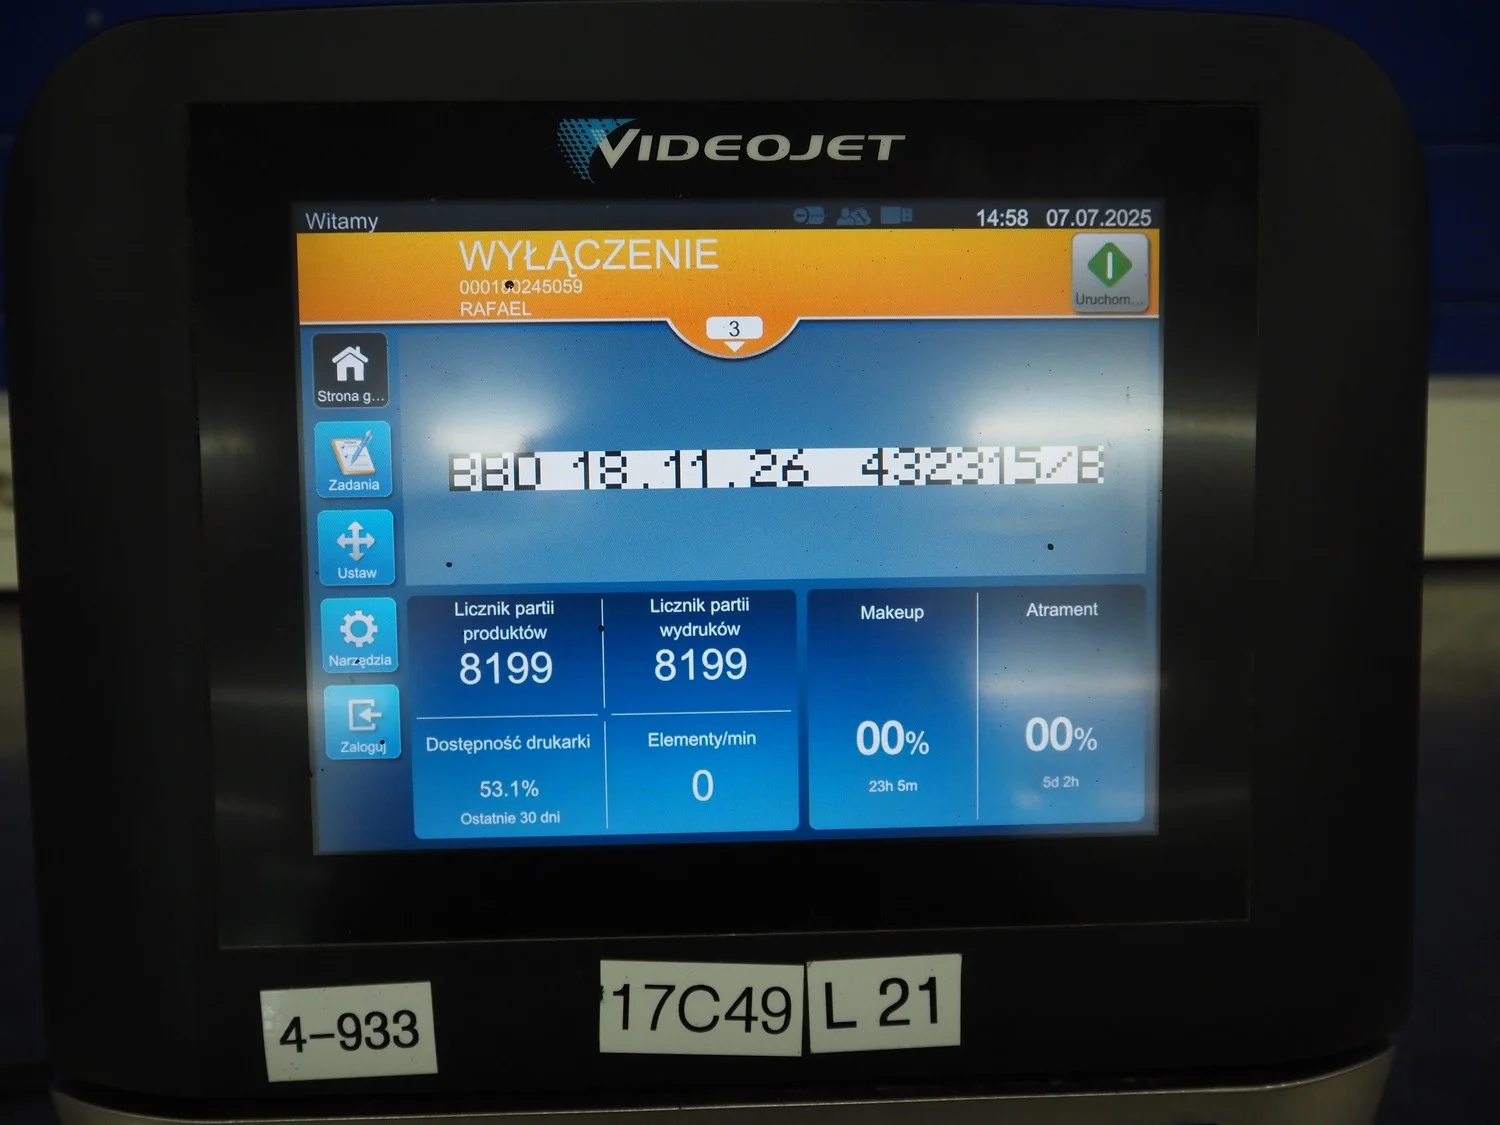 VIDEOJET
Witamy
14:58 07.07.2025
WYŁĄCZENIE
000180245059
RAFAEL
Uruchom...
3
Strona g...
Zadania
Ustaw
Narzędzia
Zaloguj
BBD 18.11.26 432315/B
Licznik partii
produktów
8199
Licznik partii
wydruków
8199
Dostępność drukarki
53.1%
Ostatnie 30 dni
Elementy/min
0
Makeup
00%
23h 5m
Atrament
00%
5d 2h
4-933
17C49
L 21